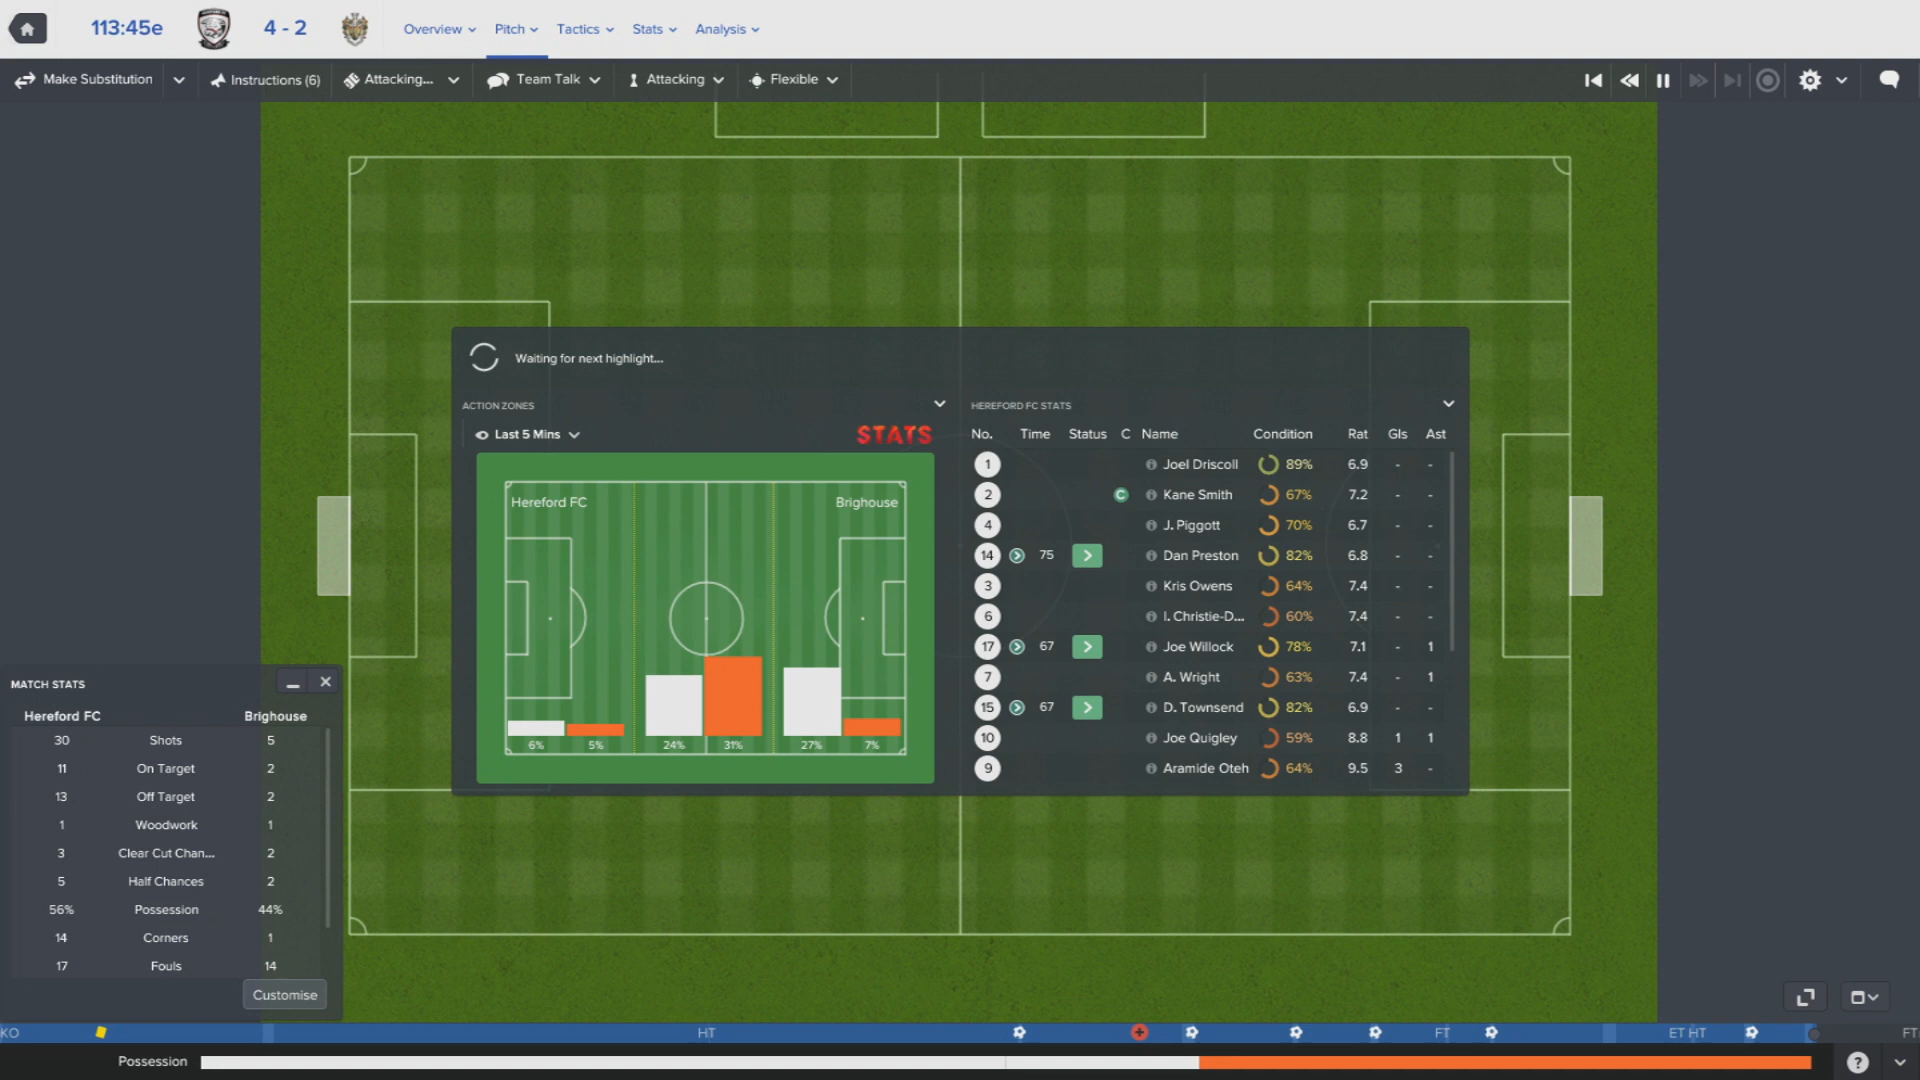 113:45e 4 - 2 Overview Pitch Tactics Stats Analysis
Make Substitution Instructions (6) Attacking... Team Talk Attacking Flexible
Waiting for next highlight...
ACTION ZONES
Last 5 Mins STATS
Hereford FC Brighouse
6% 5% 24% 31% 27% 7%
HEREFORD FC STATS
No. Time Status C Name Condition Rat Gls Ast
1 Joel Driscoll 89% 6.9 - -
2 C Kane Smith 67% 7.2 - -
4 J. Piggott 70% 6.7 - -
14 75 Dan Preston 82% 6.8 - -
3 Kris Owens 64% 7.4 - -
6 I. Christie-D... 60% 7.4 - -
17 67 Joe Willock 78% 7.1 - 1
7 A. Wright 63% 7.4 - 1
15 67 D. Townsend 82% 6.9 - -
10 Joe Quigley 59% 8.8 1 1
9 Aramide Oteh 64% 9.5 3 -
MATCH STATS
Hereford FC Brighouse
30 Shots 5
11 On Target 2
13 Off Target 2
1 Woodwork 1
3 Clear Cut Chan... 2
5 Half Chances 2
56% Possession 44%
14 Corners 1
17 Fouls 14
Customise
KO HT FT ET HT FT
Possession ?